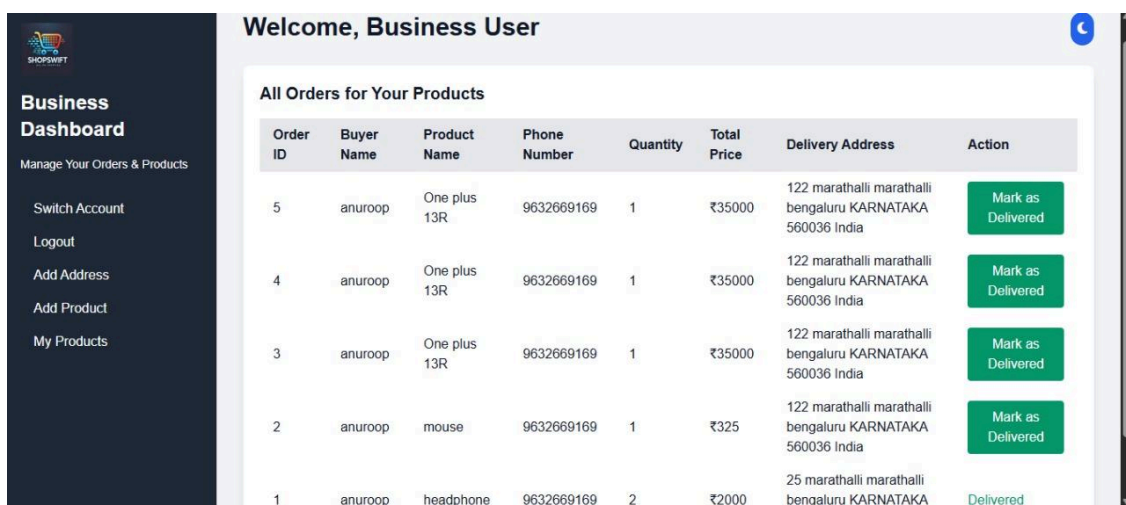 SHOPSWIFT
Business
Dashboard
Manage Your Orders & Products
Switch Account
Logout
Add Address
Add Product
My Products
Welcome, Business User
All Orders for Your Products
Order ID Buyer Name Product Name Phone Number Quantity Total Price Delivery Address Action
5 anuroop One plus 13R 9632669169 1 ₹35000 122 marathalli marathalli bengaluru KARNATAKA 560036 India Mark as Delivered
4 anuroop One plus 13R 9632669169 1 ₹35000 122 marathalli marathalli bengaluru KARNATAKA 560036 India Mark as Delivered
3 anuroop One plus 13R 9632669169 1 ₹35000 122 marathalli marathalli bengaluru KARNATAKA 560036 India Mark as Delivered
2 anuroop mouse 9632669169 1 ₹325 122 marathalli marathalli bengaluru KARNATAKA 560036 India Mark as Delivered
1 anuroop headphone 9632669169 2 ₹2000 25 marathalli marathalli bengaluru KARNATAKA Delivered